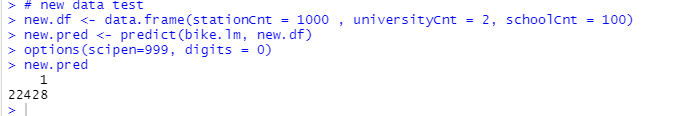 > # new data test
> new.df <- data.frame(stationCnt = 1000 , universityCnt = 2, schoolCnt = 100)
> new.pred <- predict(bike.lm, new.df)
> options(scipen=999, digits = 0)
> new.pred
    1
22428
>